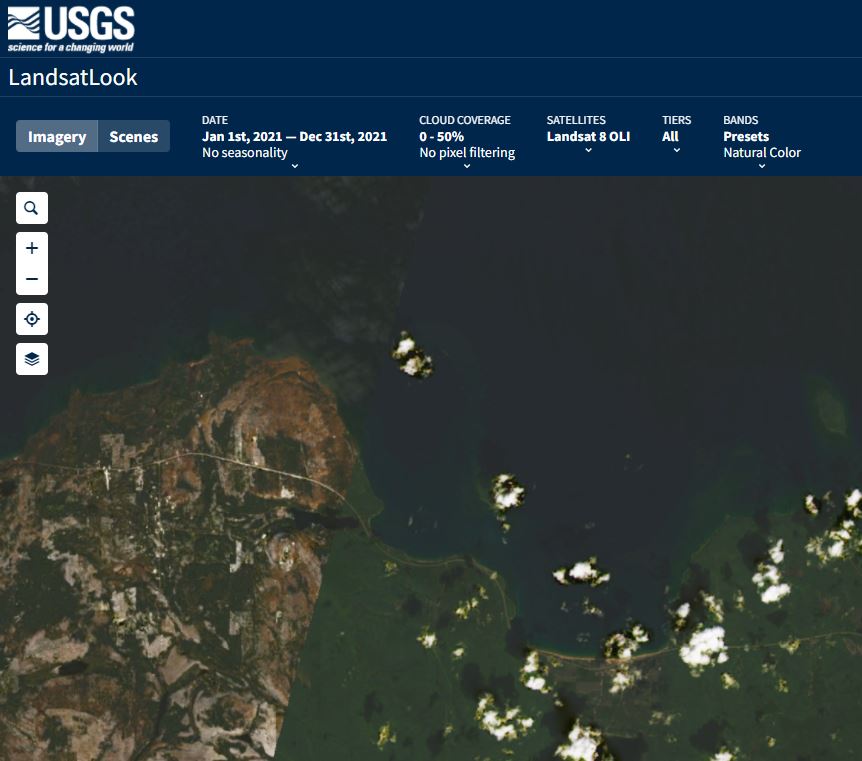 USGS
science for a changing world
LandsatLook
Imagery Scenes
DATE
Jan 1st, 2021 — Dec 31st, 2021
No seasonality
CLOUD COVERAGE
0 - 50%
No pixel filtering
SATELLITES
Landsat 8 OLI
TIERS
All
BANDS
Presets
Natural Color